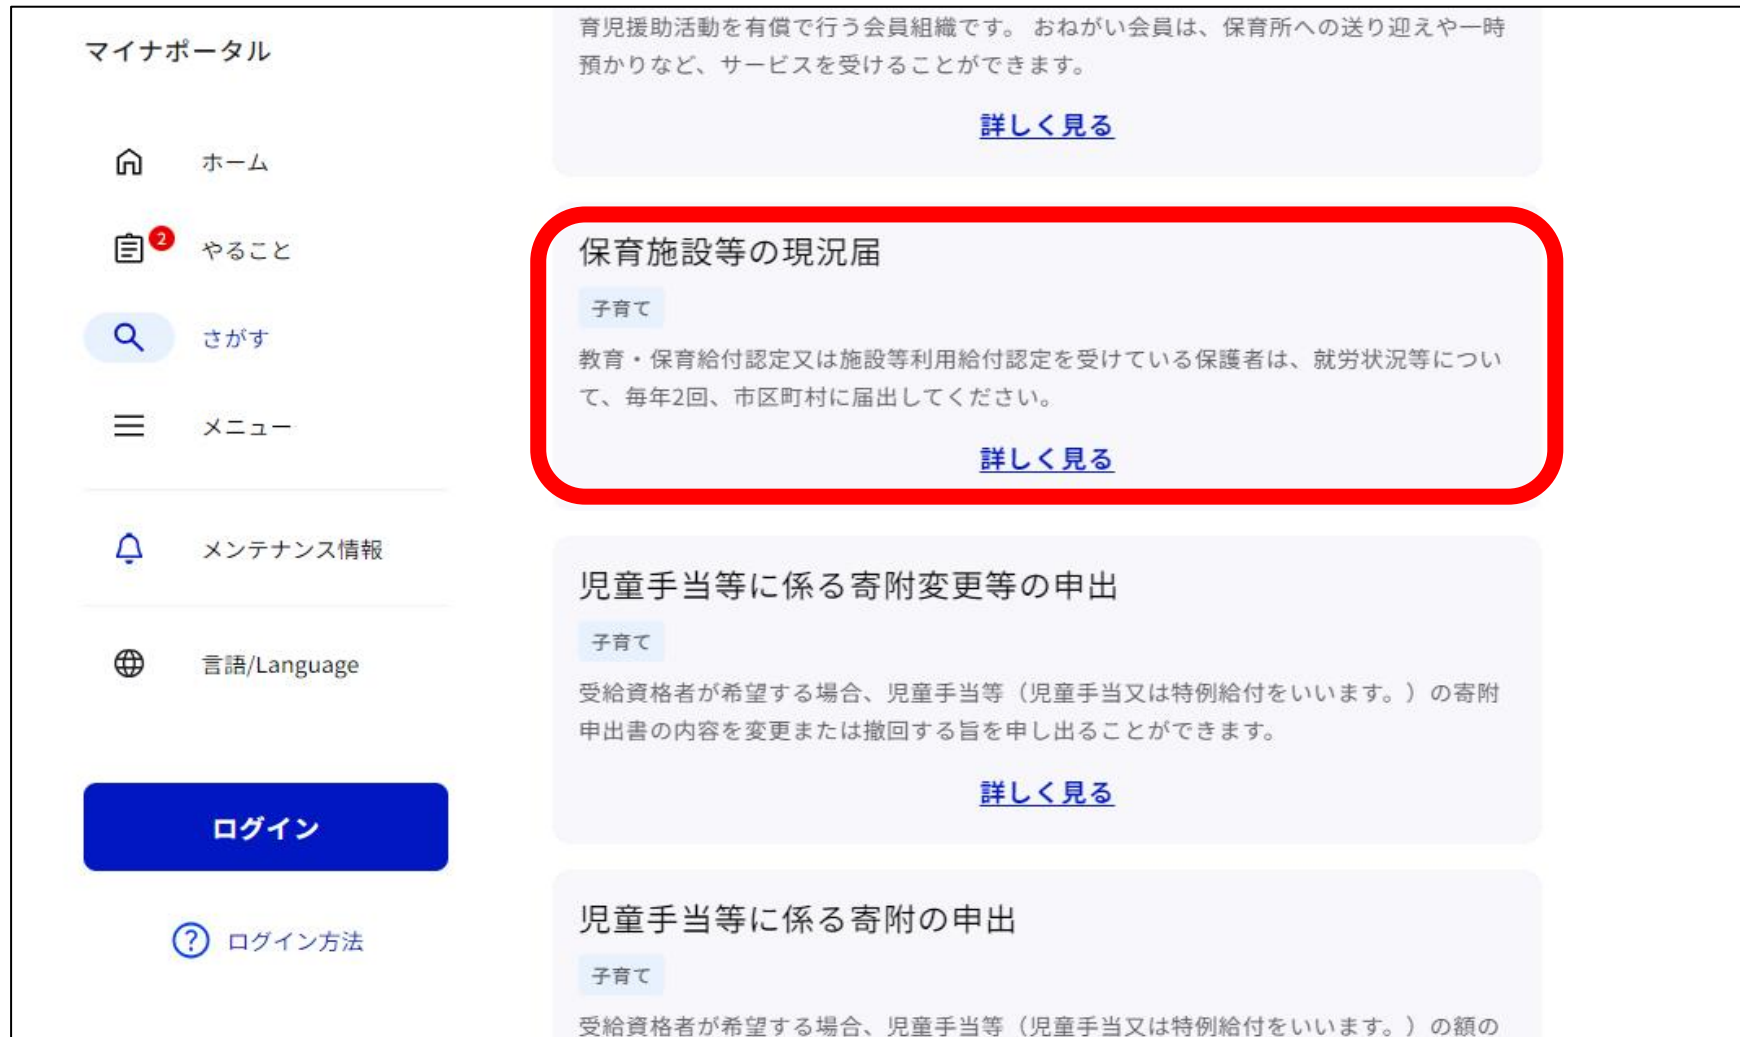 マイナポータル
ホーム
2
やること
さがす
メニュー
メンテナンス情報
言語/Language
ログイン
? ログイン方法
育児援助活動を有償で行う会員組織です。 おねがい会員は、保育所への送り迎えや一時
預かりなど、サービスを受けることができます。
詳しく見る
保育施設等の現況届
子育て
教育・保育給付認定又は施設等利用給付認定を受けている保護者は、就労状況等につい
て、毎年2回、市区町村に届出してください。
詳しく見る
児童手当等に係る寄附変更等の申出
子育て
受給資格者が希望する場合、児童手当等（児童手当又は特例給付をいいます。）の寄附
申出書の内容を変更または撤回する旨を申し出ることができます。
詳しく見る
児童手当等に係る寄附の申出
子育て
受給資格者が希望する場合、児童手当等（児童手当又は特例給付をいいます。）の額の